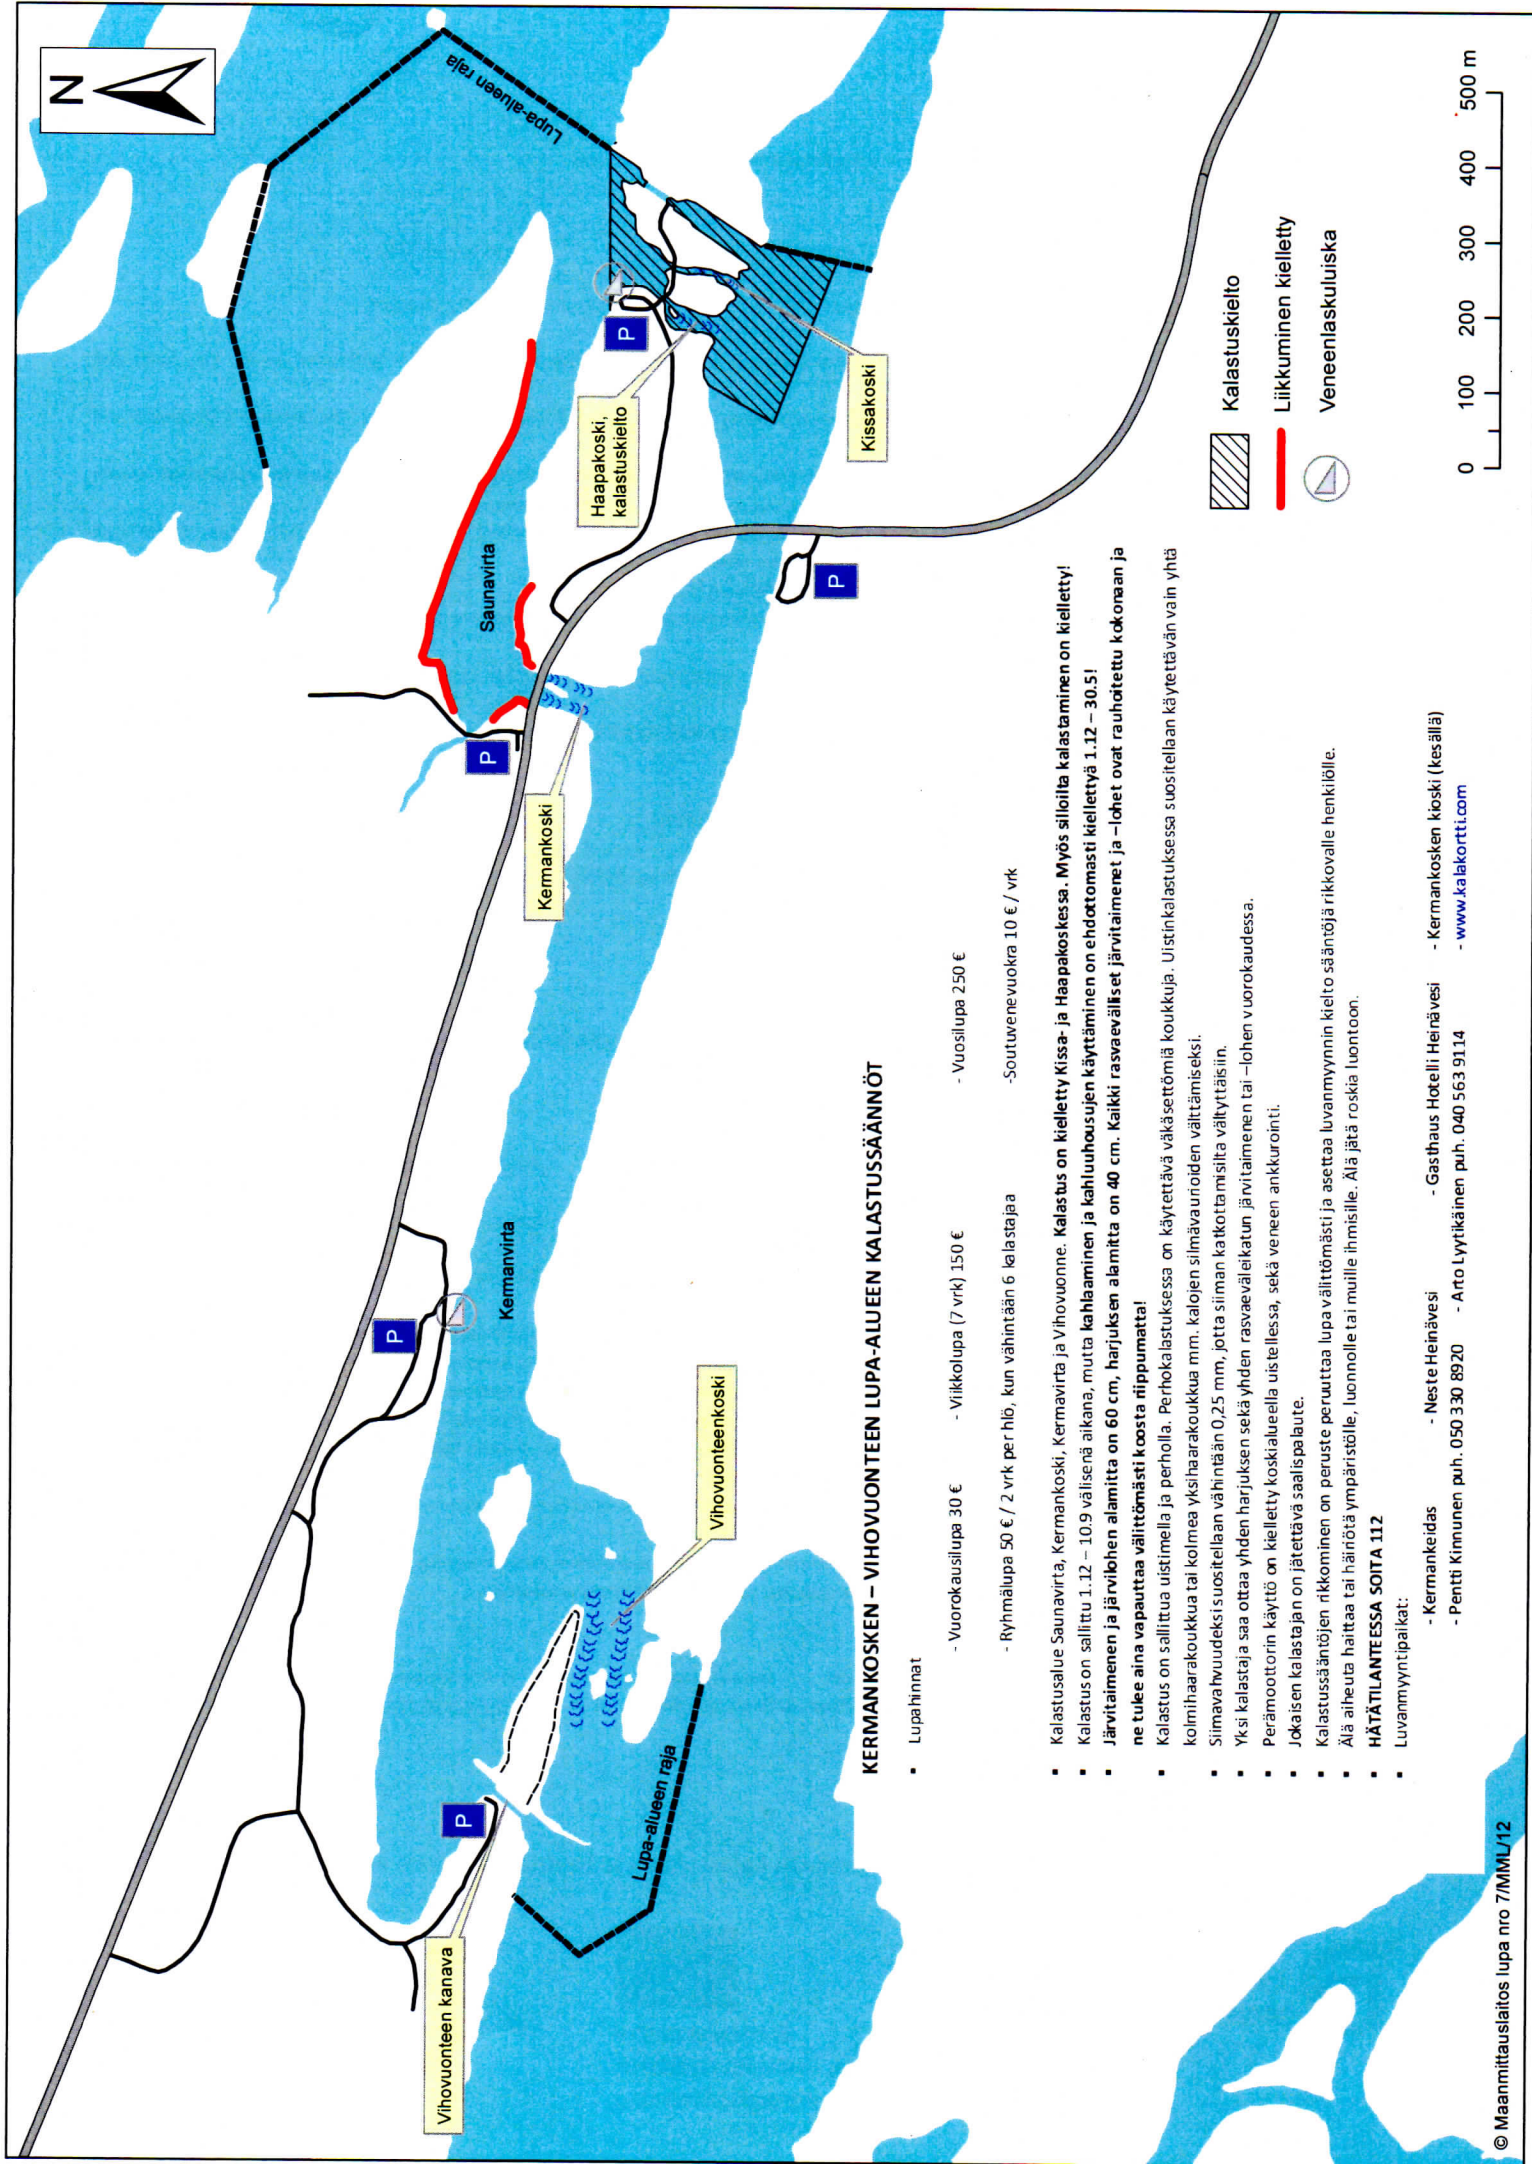 N
Lupa-alueen raja
Saunavirta
P
Haapakoski,
kalastuskielto
P
Kermankoski
Kissakoski
P
P
Kermanvirta
Vihovuonteenkoski
P
Vihovuonteen kanava
Lupa-alueen raja
KERMANKOSKEN – VIHOVUONTEEN LUPA-ALUEEN KALASTUSSÄÄNNÖT
▪ Lupahinnat
- Vuorokausilupa 30 € - Viikkolupa (7 vrk) 150 € - Vuosilupa 250 €
- Ryhmälupa 50 € / 2 vrk per hlö, kun vähintään 6 kalastajaa -Soutuvenevuokra 10 € / vrk
▪ Kalastusalue Saunavirta, Kermankoski, Kermavirta ja Vihovuonne. Kalastus on kielletty Kissa- ja Haapakoskessa. Myös silloilta kalastaminen on kielletty!
▪ Kalastus on sallittu 1.12 – 10.9 välisenä aikana, mutta kahlaaminen ja kahluuhousujen käyttäminen on ehdottomasti kiellettyä 1.12 – 30.5!
▪ Järvitaimenen ja järvilohen alamitta on 60 cm, harjuksen alamitta on 40 cm. Kaikki rasvaevälliset järvitaimenet ja –lohet ovat rauhoitettu kokonaan ja
ne tulee aina vapauttaa välittömästi koosta riippumatta!
▪ Kalastus on sallittua uistimella ja perholla. Perhokalastuksessa on käytettävä väkäsettömiä koukkuja. Uistinkalastuksessa suositellaan käytettävän vain yhtä
kolmihaarakoukkua tai kolmea yksihaarakoukkua mm. kalojen silmävaurioiden välttämiseksi.
▪ Siimavahvuudeksi suositellaan vähintään 0,25 mm, jotta siiman katkottamisilta vältyttäisiin.
▪ Yksi kalastaja saa ottaa yhden harjuksen sekä yhden rasvaeväleikatun järvitaimenen tai –lohen vuorokaudessa.
▪ Perämoottorin käyttö on kielletty koskialueella uistellessa, sekä veneen ankkurointi.
▪ Jokaisen kalastajan on jätettävä saalispalaute.
▪ Kalastussääntöjen rikkominen on peruste peruuttaa lupa välittömästi ja asettaa luvanmyynnin kielto sääntöjä rikkovalle henkilölle.
▪ Älä aiheuta haittaa tai häiriötä ympäristölle, luonnolle tai muille ihmisille. Älä jätä roskia luontoon.
▪ HÄTÄTILANTEESSA SOITA 112
▪ Luvanmyyntipaikat:
- Kermankeidas - Neste Heinävesi - Gasthaus Hotelli Heinävesi - Kermankosken kioski (kesällä)
- Pentti Kinnunen puh. 050 330 8920 - Arto Lyytikäinen puh. 040 563 9114 - www.kalakortti.com
Kalastuskielto
Liikkuminen kielletty
Veneenlaskuluiska
0 100 200 300 400 500 m
© Maanmittauslaitos lupa nro 7/MML/12